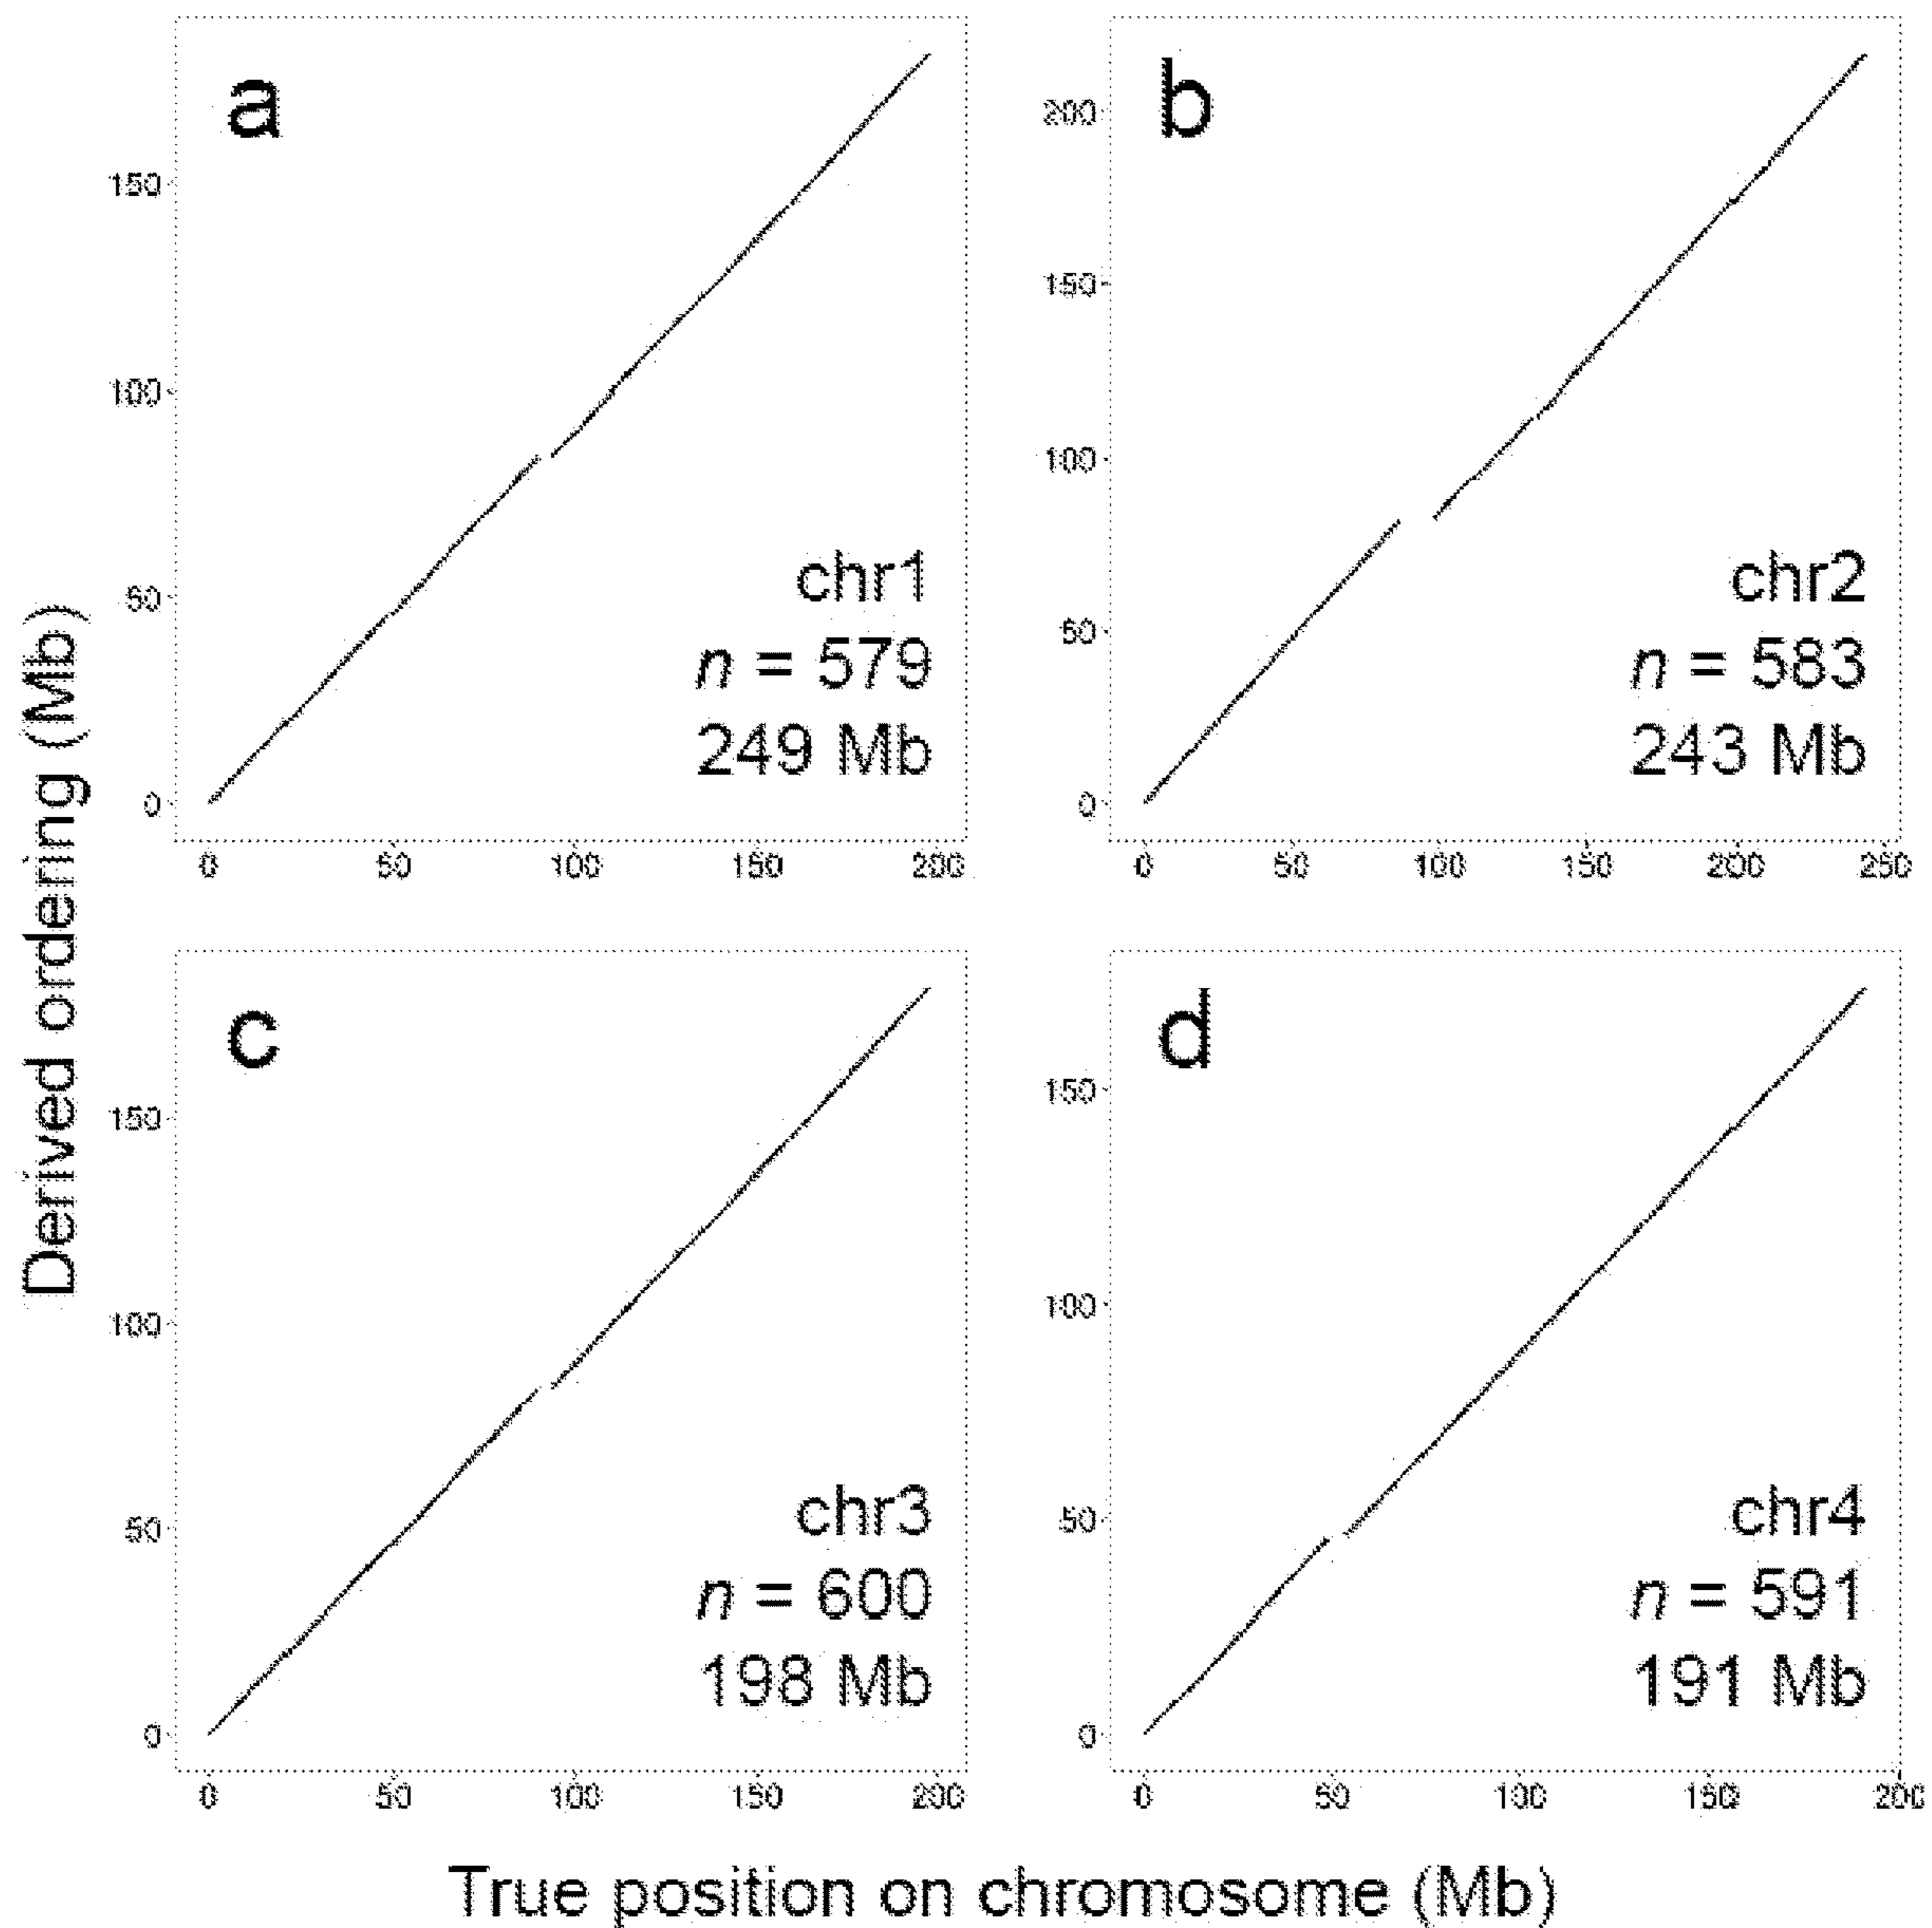 Derived ordering (Mb)
a
150
100
50
0
0 50 100 150 200
chr1
n = 579
249 Mb
b
200
150
100
50
0
0 50 100 150 200 250
chr2
n = 583
243 Mb
c
150
100
50
0
0 50 100 150 200
chr3
n = 600
198 Mb
d
150
100
50
0
0 50 100 150 200
chr4
n = 591
191 Mb
True position on chromosome (Mb)